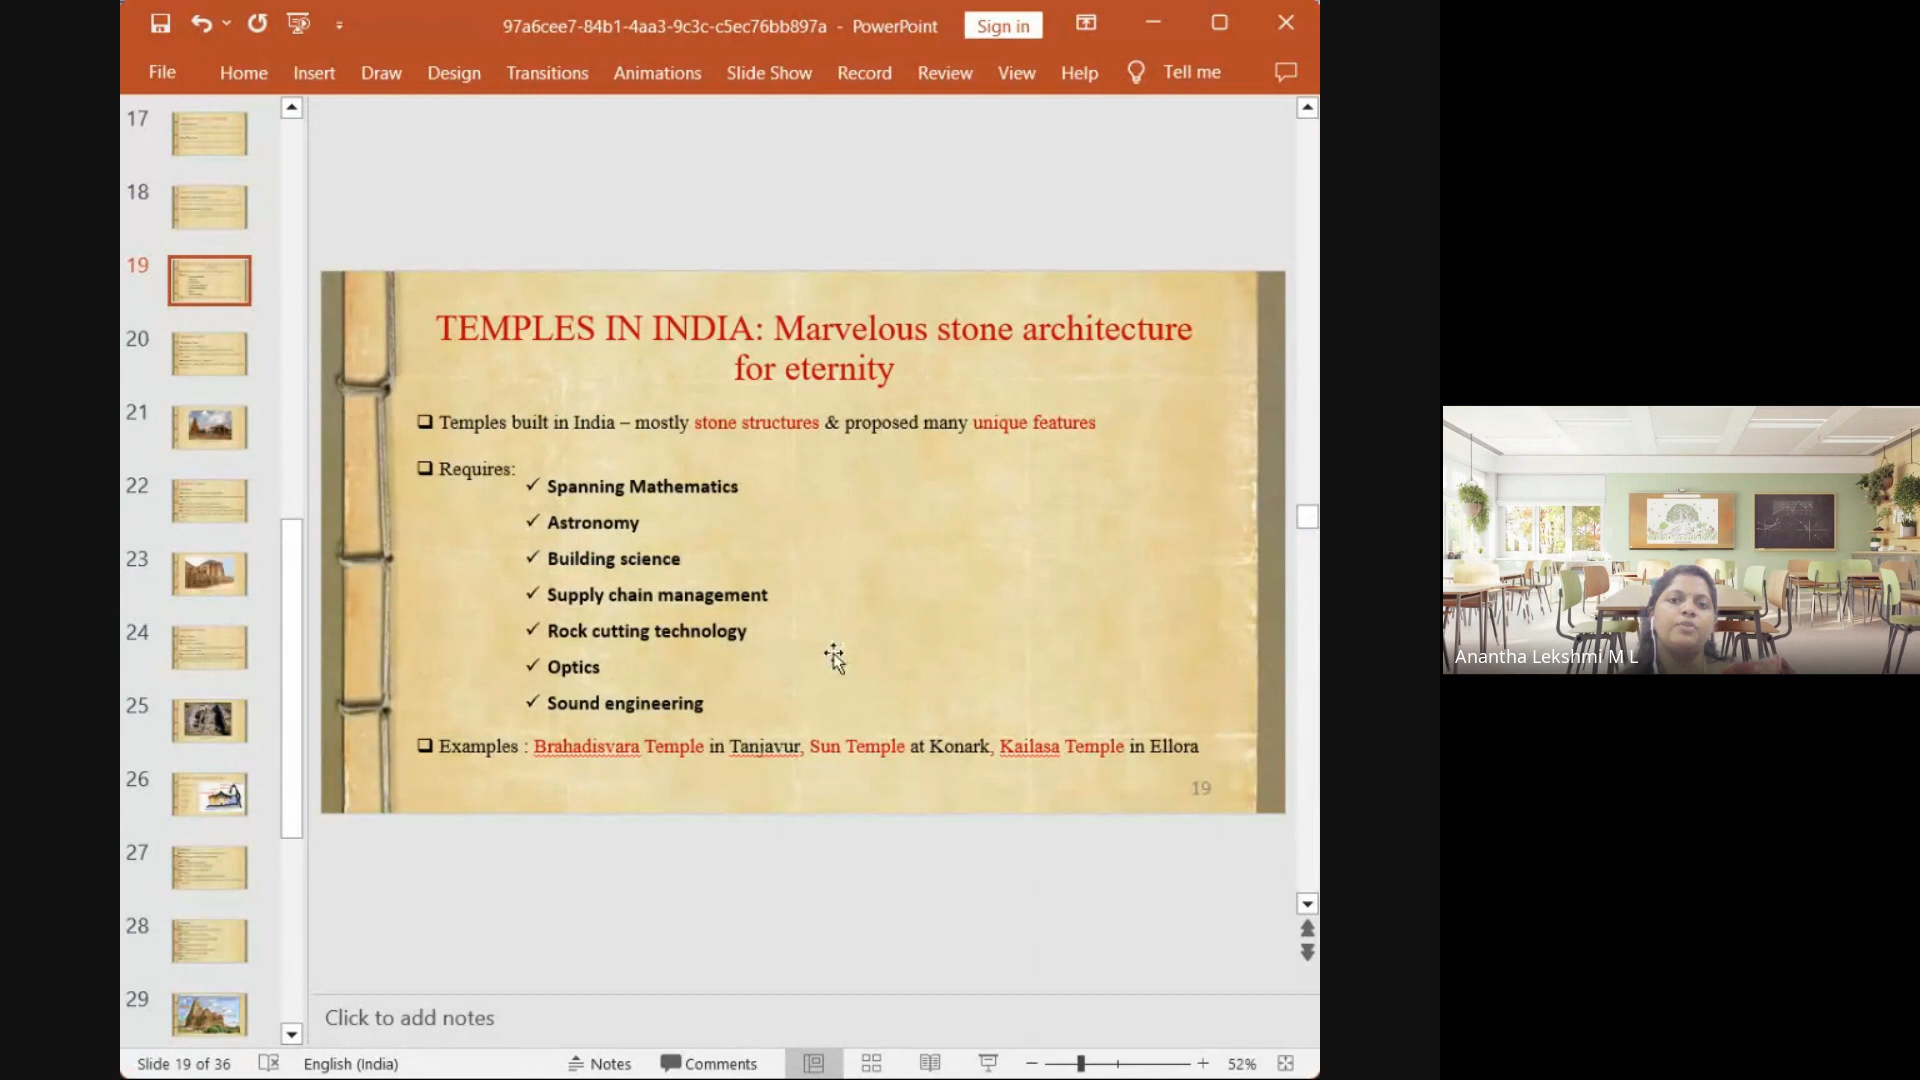 97a6cee7-84b1-4aa3-9c3c-c5ec76bb897a - PowerPoint
Sign in
File Home Insert Draw Design Transitions Animations Slide Show Record Review View Help Tell me
17
18
19
20
21
22
23
24
25
26
27
28
29
TEMPLES IN INDIA: Marvelous stone architecture
for eternity
Temples built in India – mostly stone structures & proposed many unique features
Requires:
Spanning Mathematics
Astronomy
Building science
Supply chain management
Rock cutting technology
Optics
Sound engineering
Examples : Brahadisvara Temple in Tanjavur, Sun Temple at Konark, Kailasa Temple in Ellora
19
Click to add notes
Slide 19 of 36 English (India) Notes Comments 52%
Anantha Lekshmi M L